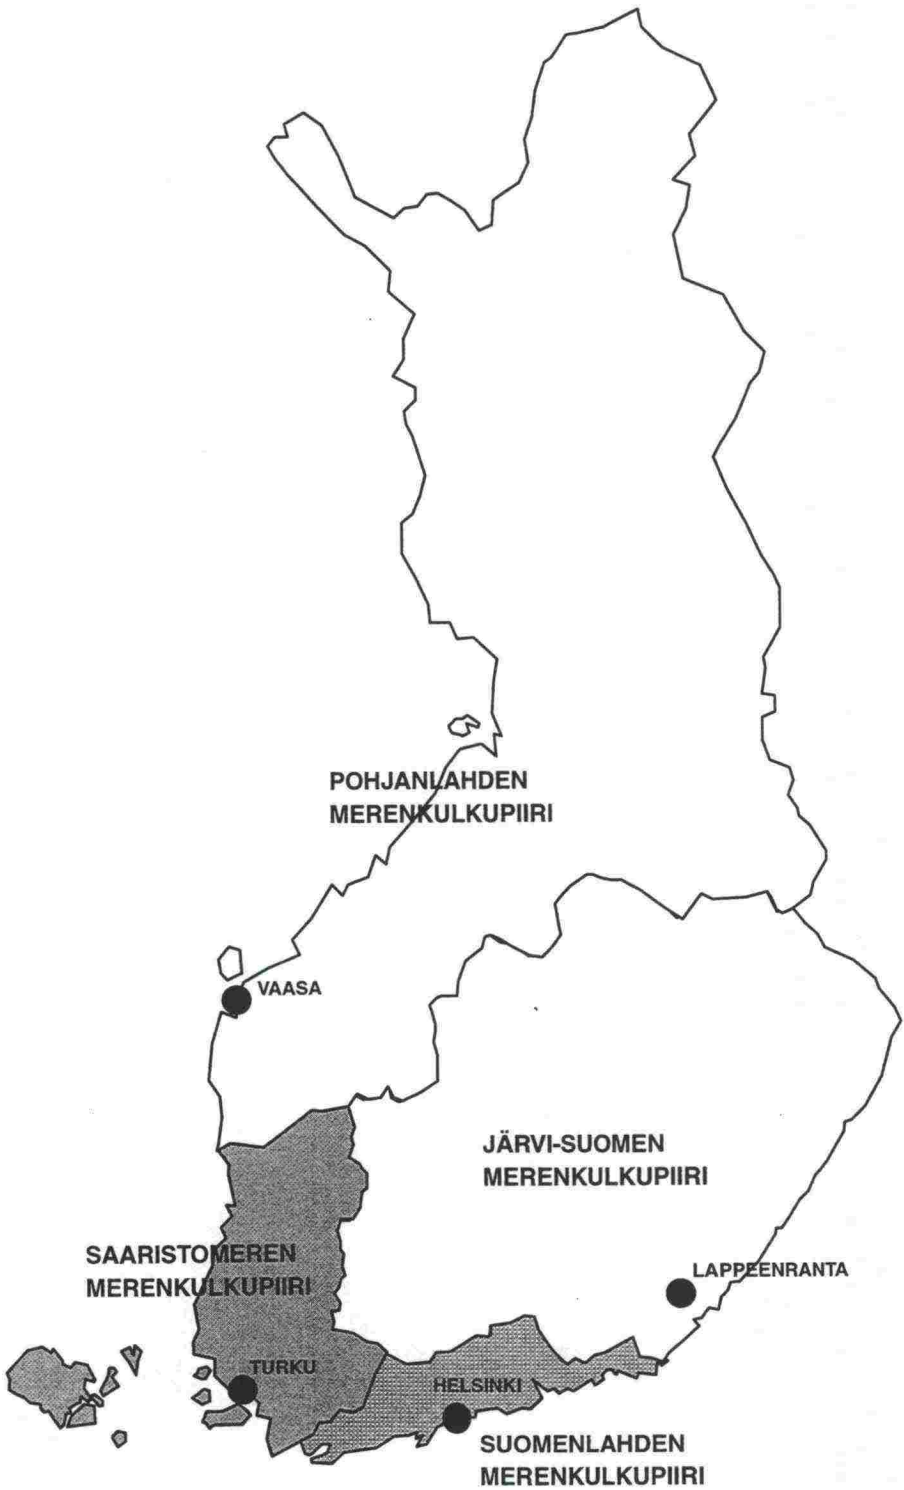 POHJANLAHDEN
MERENKULKUPIIRI
VAASA
JÄRVI-SUOMEN
MERENKULKUPIIRI
SAARISTOMEREN
MERENKULKUPIIRI
LAPPEENRANTA
TURKU
HELSINKI
SUOMENLAHDEN
MERENKULKUPIIRI